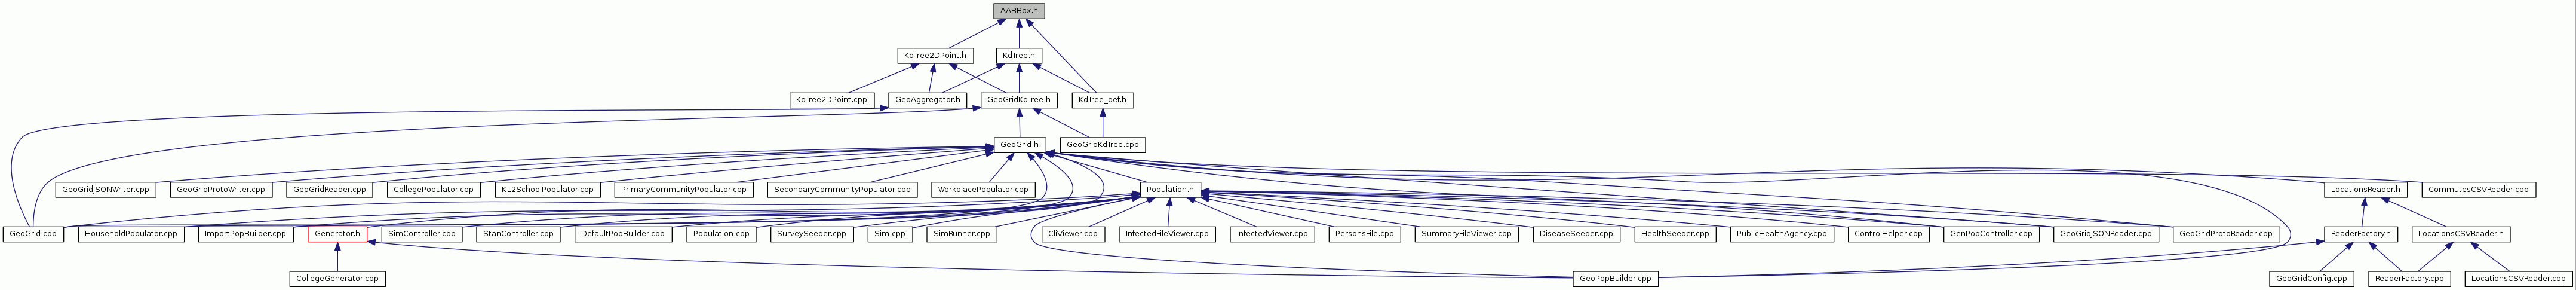 AABBox.h
KdTree2DPoint.h
KdTree.h
KdTree2DPoint.cpp
GeoAggregator.h
GeoGridKdTree.h
KdTree_def.h
GeoGrid.h
GeoGridKdTree.cpp
GeoGridJSONWriter.cpp
GeoGridProtoWriter.cpp
GeoGridReader.cpp
CollegePopulator.cpp
K12SchoolPopulator.cpp
PrimaryCommunityPopulator.cpp
SecondaryCommunityPopulator.cpp
WorkplacePopulator.cpp
Population.h
LocationsReader.h
CommutesCSVReader.cpp
GeoGrid.cpp
HouseholdPopulator.cpp
ImportPopBuilder.cpp
Generator.h
SimController.cpp
StanController.cpp
DefaultPopBuilder.cpp
Population.cpp
SurveySeeder.cpp
Sim.cpp
SimRunner.cpp
CliViewer.cpp
InfectedFileViewer.cpp
InfectedViewer.cpp
PersonsFile.cpp
SummaryFileViewer.cpp
DiseaseSeeder.cpp
HealthSeeder.cpp
PublicHealthAgency.cpp
ControlHelper.cpp
GenPopController.cpp
GeoGridJSONReader.cpp
GeoGridProtoReader.cpp
ReaderFactory.h
LocationsCSVReader.h
CollegeGenerator.cpp
GeoPopBuilder.cpp
GeoGridConfig.cpp
ReaderFactory.cpp
LocationsCSVReader.cpp